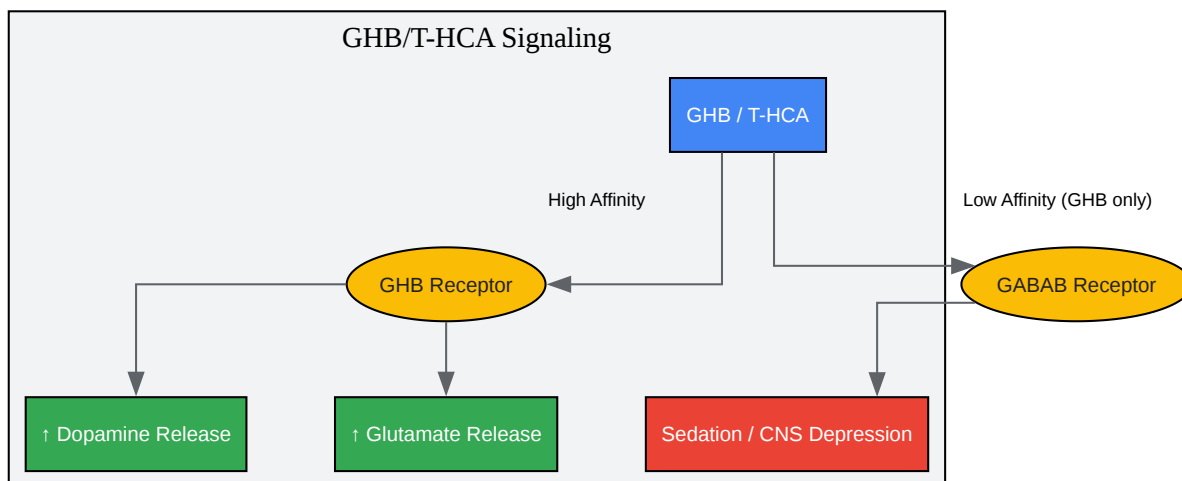 GHB/T-HCA Signaling
GHB / T-HCA
High Affinity
Low Affinity (GHB only)
GHB Receptor
GABAB Receptor
↑ Dopamine Release
↑ Glutamate Release
Sedation / CNS Depression